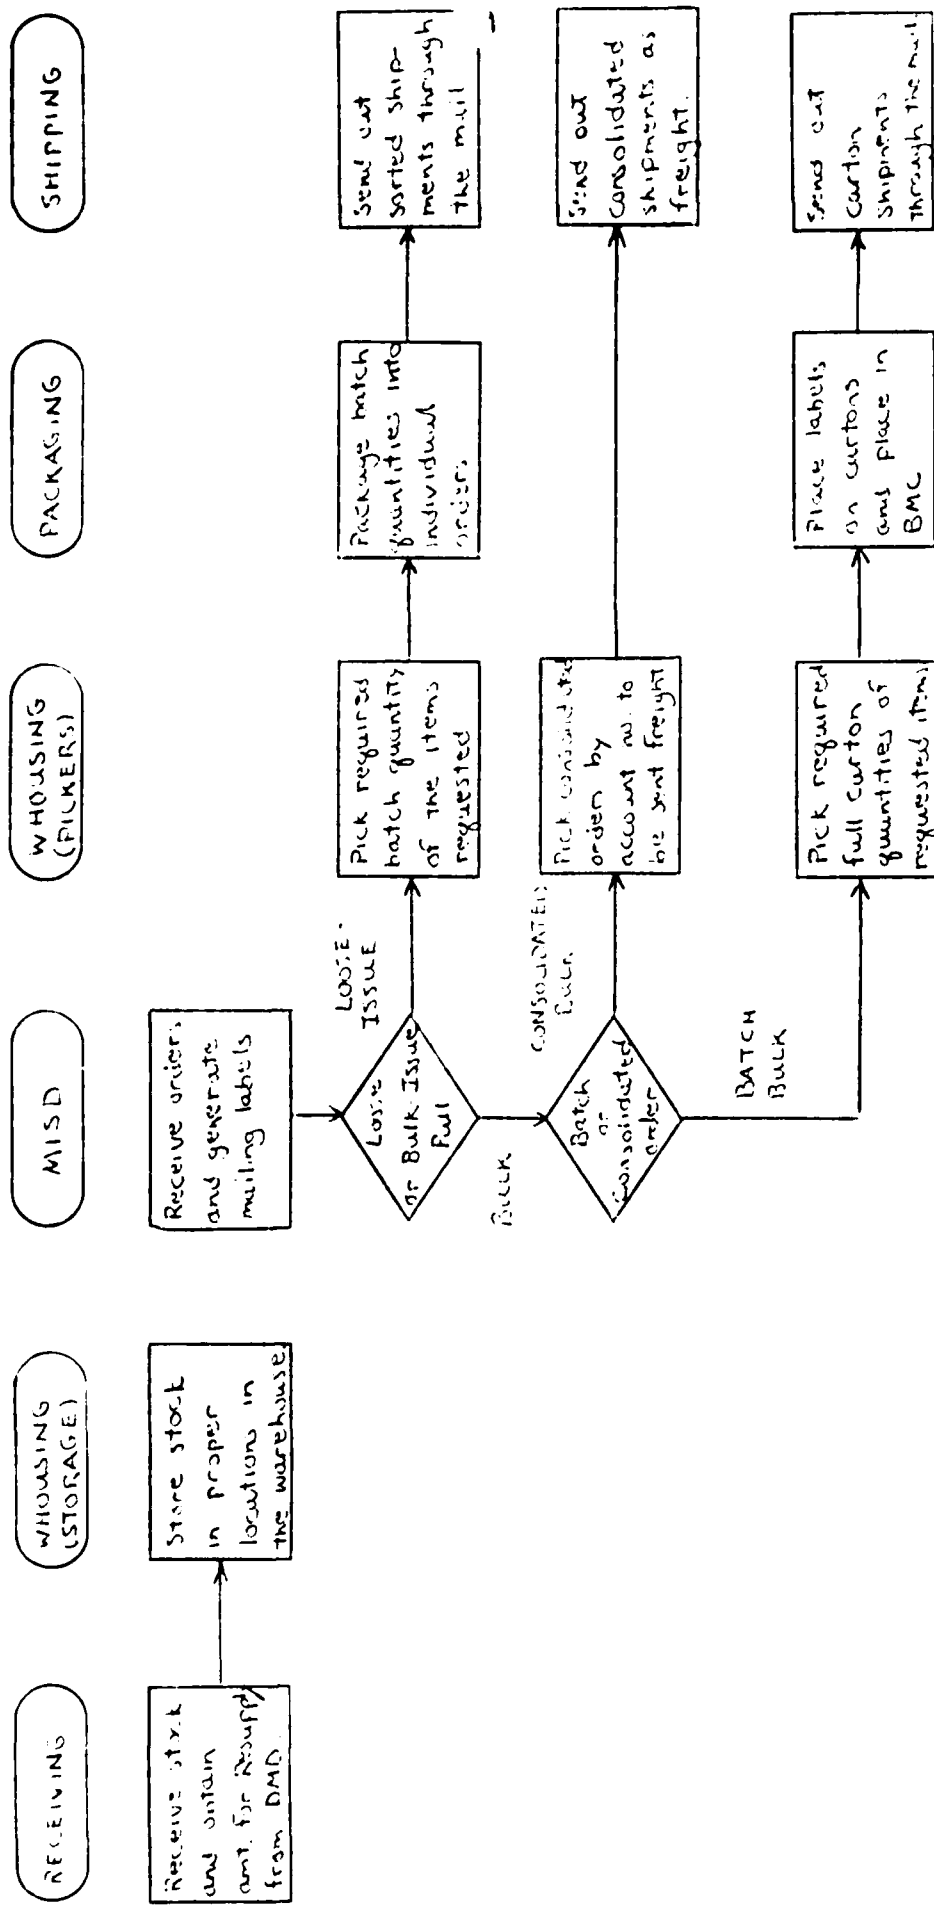 RECEIVING
WHOUSING
(STORAGE)
MISD
WHOUSING
(PICKERS)
PACKAGING
SHIPPING
Receive stock
and obtain
amt. for Resupply
from DMD.
Store stock
in proper
locations in
the warehouse.
Receive orders
and generate
mailing labels
Loose
or Bulk Issue
Full
LOOSE-
ISSUE
Pick required
batch quantity
of the items
requested
Package batch
quantities into
individual
orders
Send out
sorted ship-
ments through
the mail
BULK
Batch
or
Consolidated
order
CONSOLIDATED
BULK
Pick consolidated
orders by
account no. to
be sent freight
Send out
consolidated
shipments as
freight.
BATCH
BULK
Pick required
full carton
quantities of
requested items
Place labels
on cartons
and place in
BMC
Send out
carton
shipments
through the mail